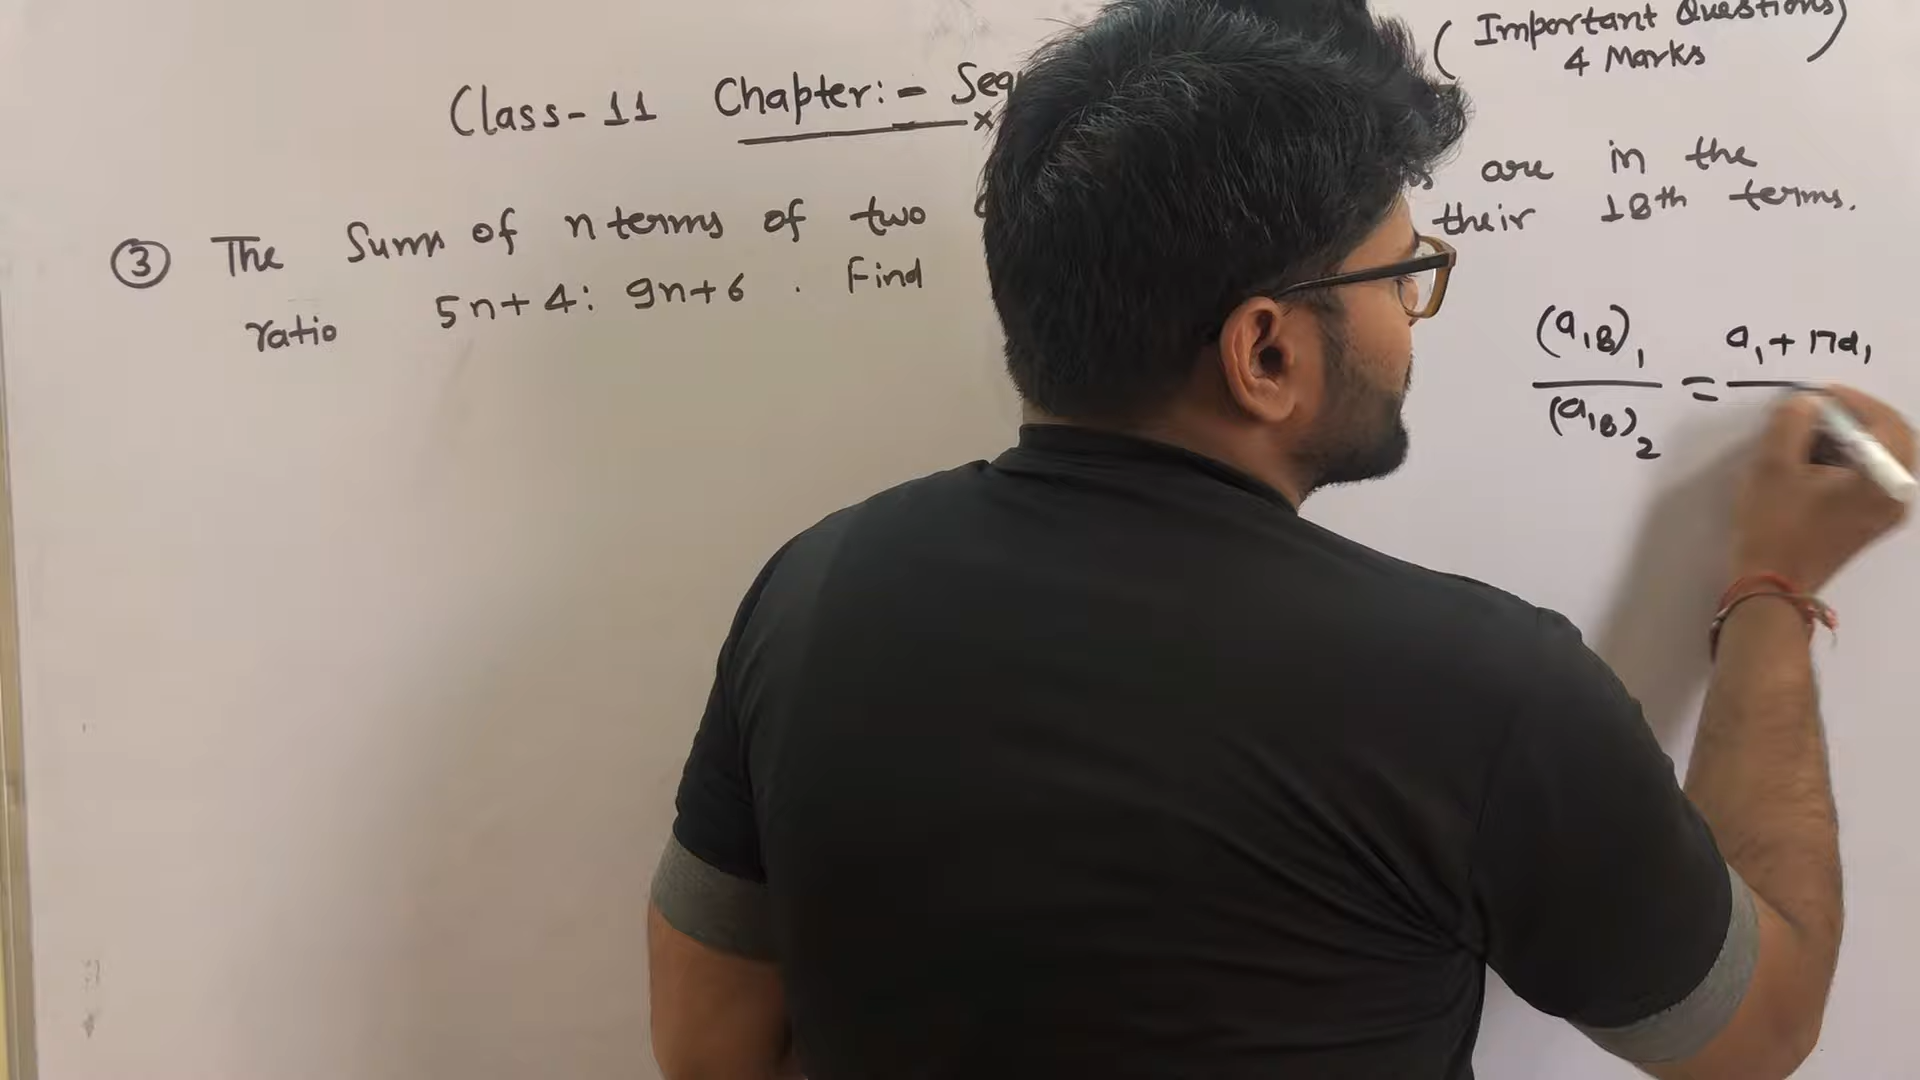 (Important Questions)
4 Marks
Class-11 Chapter:-
③ The Sum of n terms of two are in the
ratio 5n+4: 9n+6 . Find their 18th terms.
(a₁₈)₁ / (a₁₈)₂ = a₁ + 17d₁